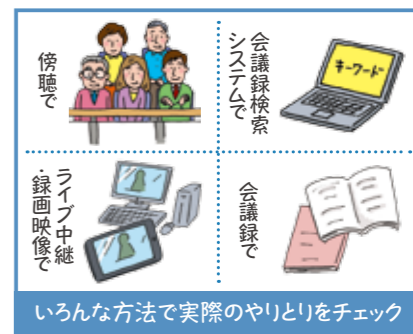 傍聴で
会議録検索
システムで
キーワード
ライブ中継
・録画映像で
会議録で
いろんな方法で実際のやりとりをチェック